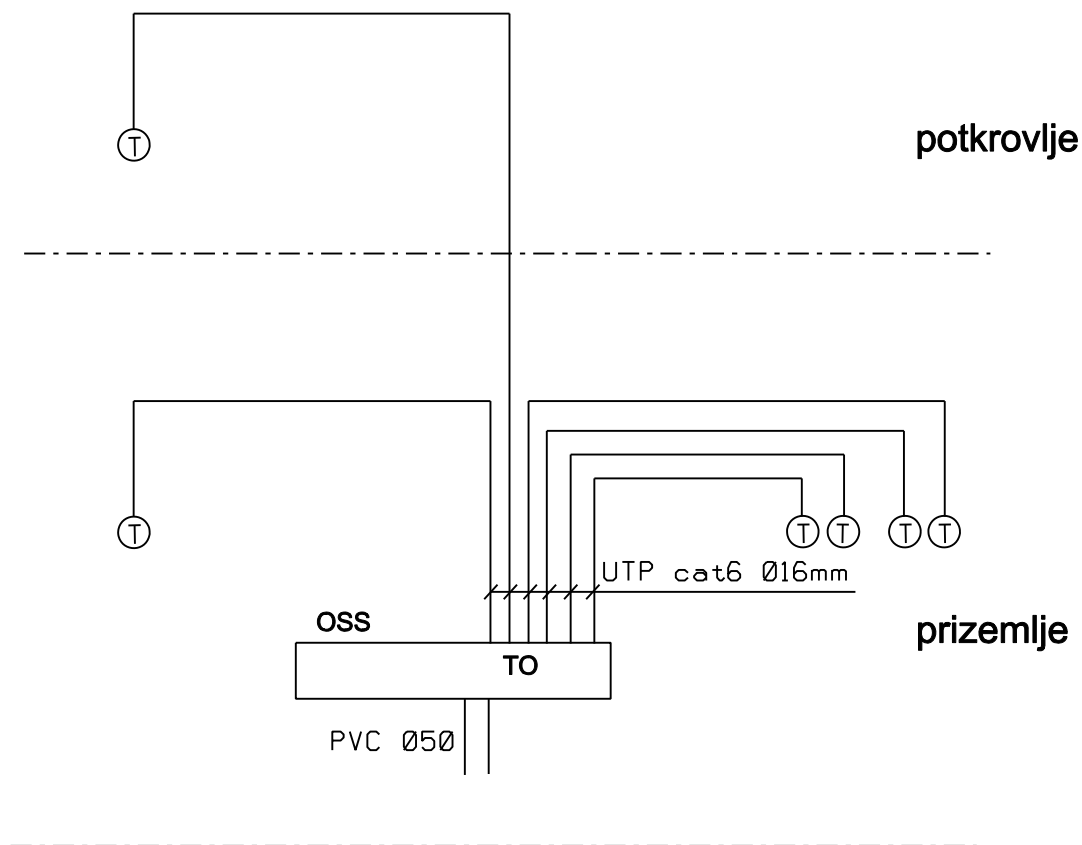 T
potkrovlje
T
T
T
T
T
UTP cat6 Ø16mm
OSS
prizemlje
TO
PVC Ø50